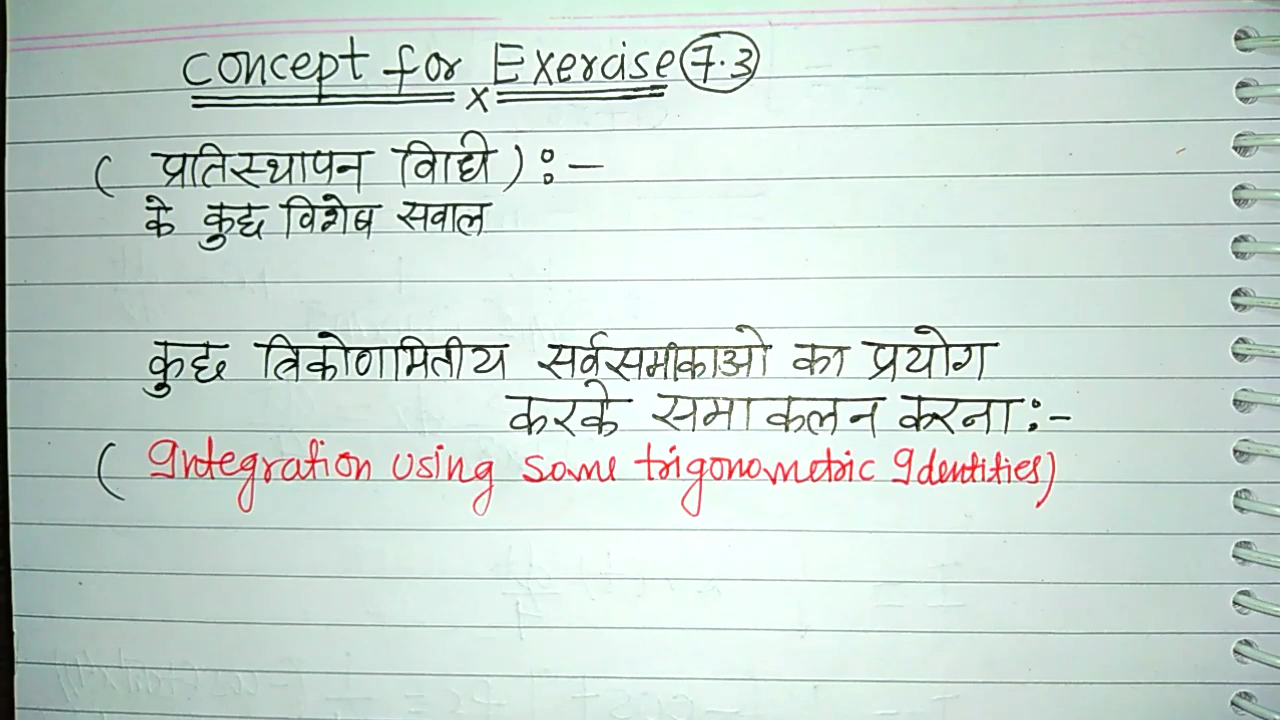 Concept for Exercise 7.3
x
( प्रतिस्थापन विधि ) :-
के कुछ विशेष सवाल
कुछ त्रिकोणमितीय सर्वसमीकाओ का प्रयोग
करके समाकलन करना :-
( Integration using some trigonometric Identities)